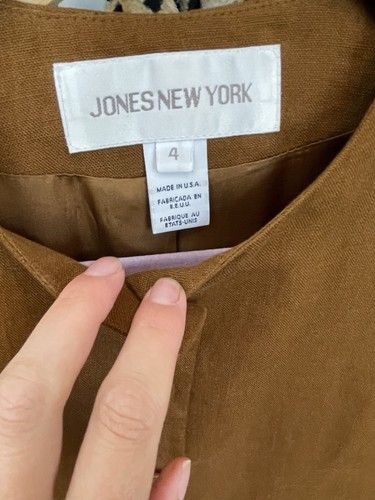 JONES NEW YORK
4
MADE IN U.S.A.
FABRICADA EN
E.E.U.U.
FABRIQUE AU
ETATS-UNIS